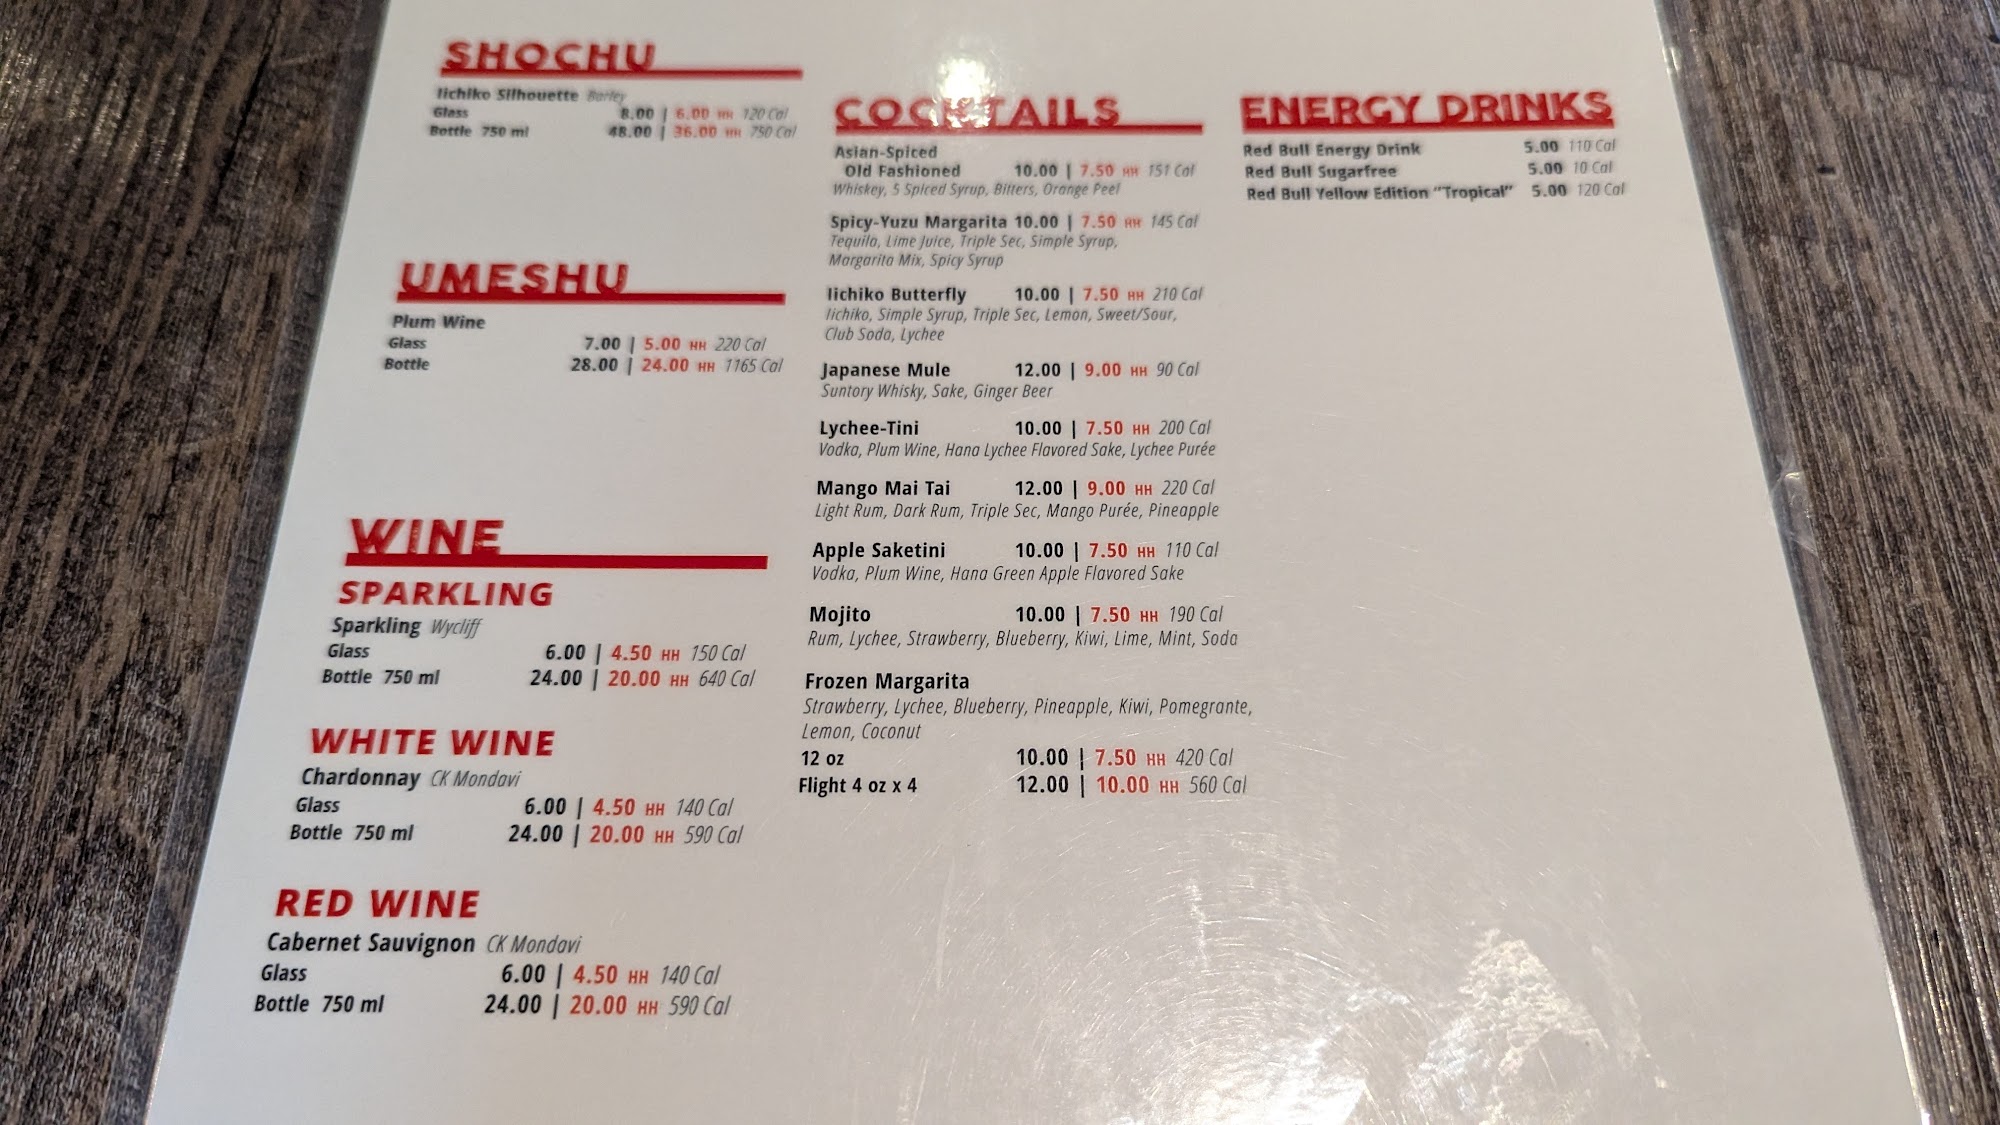 SHOCHU
Iichiko Silhouette Barley
Glass 8.00 | 6.00 HH 120 Cal
Bottle 750 ml 48.00 | 36.00 HH 750 Cal
UMESHU
Plum Wine
Glass 7.00 | 5.00 HH 220 Cal
Bottle 28.00 | 24.00 HH 1165 Cal
WINE
SPARKLING
Sparkling Wycliff
Glass 6.00 | 4.50 HH 150 Cal
Bottle 750 ml 24.00 | 20.00 HH 640 Cal
WHITE WINE
Chardonnay CK Mondavi
Glass 6.00 | 4.50 HH 140 Cal
Bottle 750 ml 24.00 | 20.00 HH 590 Cal
RED WINE
Cabernet Sauvignon CK Mondavi
Glass 6.00 | 4.50 HH 140 Cal
Bottle 750 ml 24.00 | 20.00 HH 590 Cal
COCKTAILS
Asian-Spiced
Old Fashioned 10.00 | 7.50 HH 151 Cal
Whiskey, 5 Spiced Syrup, Bitters, Orange Peel
Spicy-Yuzu Margarita 10.00 | 7.50 HH 145 Cal
Tequila, Lime Juice, Triple Sec, Simple Syrup,
Margarita Mix, Spicy Syrup
Iichiko Butterfly 10.00 | 7.50 HH 210 Cal
Iichiko, Simple Syrup, Triple Sec, Lemon, Sweet/Sour,
Club Soda, Lychee
Japanese Mule 12.00 | 9.00 HH 90 Cal
Suntory Whisky, Sake, Ginger Beer
Lychee-Tini 10.00 | 7.50 HH 200 Cal
Vodka, Plum Wine, Hana Lychee Flavored Sake, Lychee Purée
Mango Mai Tai 12.00 | 9.00 HH 220 Cal
Light Rum, Dark Rum, Triple Sec, Mango Purée, Pineapple
Apple Saketini 10.00 | 7.50 HH 110 Cal
Vodka, Plum Wine, Hana Green Apple Flavored Sake
Mojito 10.00 | 7.50 HH 190 Cal
Rum, Lychee, Strawberry, Blueberry, Kiwi, Lime, Mint, Soda
Frozen Margarita
Strawberry, Lychee, Blueberry, Pineapple, Kiwi, Pomegrante,
Lemon, Coconut
12 oz 10.00 | 7.50 HH 420 Cal
Flight 4 oz x 4 12.00 | 10.00 HH 560 Cal
ENERGY DRINKS
Red Bull Energy Drink 5.00 110 Cal
Red Bull Sugarfree 5.00 10 Cal
Red Bull Yellow Edition "Tropical" 5.00 120 Cal